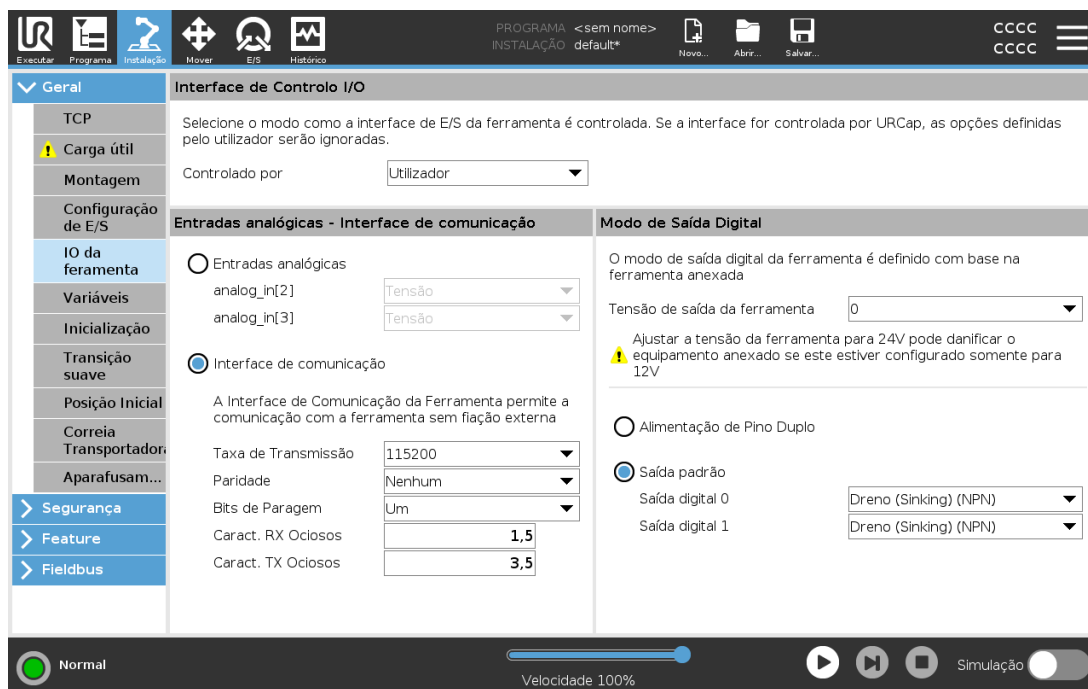 PROGRAMA <sem nome>
INSTALAÇÃO default*
CCCC
CCCC
Executar Programa Instalação Mover E/S Histórico Novo... Abrir... Salvar...
Geral
TCP
Carga útil
Montagem
Configuração
de E/S
IO da
feramenta
Variáveis
Inicialização
Transição
suave
Posição Inicial
Correia
Transportadora
Aparafusam...
Segurança
Feature
Fieldbus
Interface de Controlo I/O
Selecione o modo como a interface de E/S da ferramenta é controlada. Se a interface for controlada por URCap, as opções definidas
pelo utilizador serão ignoradas.
Controlado por Utilizador
Entradas analógicas - Interface de comunicação
Entradas analógicas
analog_in[2] Tensão
analog_in[3] Tensão
Interface de comunicação
A Interface de Comunicação da Ferramenta permite a
comunicação com a ferramenta sem fiação externa
Taxa de Transmissão 115200
Paridade Nenhum
Bits de Paragem Um
Caract. RX Ociosos 1,5
Caract. TX Ociosos 3,5
Modo de Saída Digital
O modo de saída digital da ferramenta é definido com base na
ferramenta anexada
Tensão de saída da ferramenta 0
Ajustar a tensão da ferramenta para 24V pode danificar o
equipamento anexado se este estiver configurado somente para
12V
Alimentação de Pino Duplo
Saída padrão
Saída digital 0 Dreno (Sinking) (NPN)
Saída digital 1 Dreno (Sinking) (NPN)
Normal
Velocidade 100%
Simulação